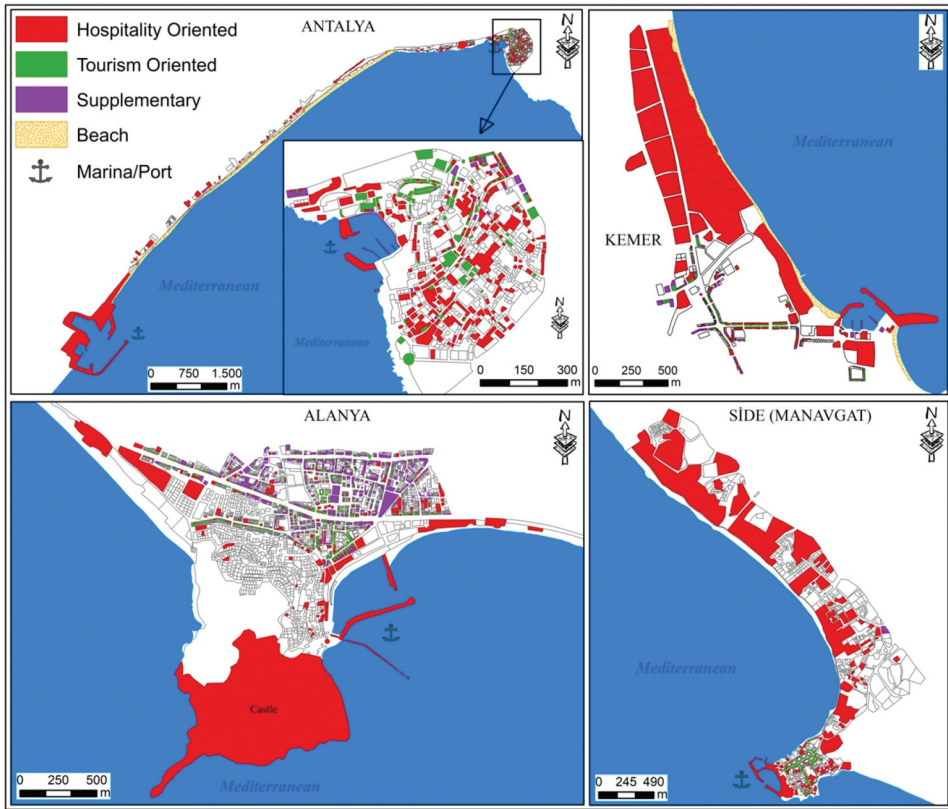 Hospitality Oriented
Tourism Oriented
Supplementary
Beach
Marina/Port
ANTALYA
N
Mediterranean
0 750 1.500
m
N
Mediterranean
0 150 300
m
N
Mediterranean
KEMER
0 250 500
m
ALANYA
N
Castle
0 250 500
m
Mediterranean
SİDE (MANAVGAT)
N
Mediterranean
0 245 490
m